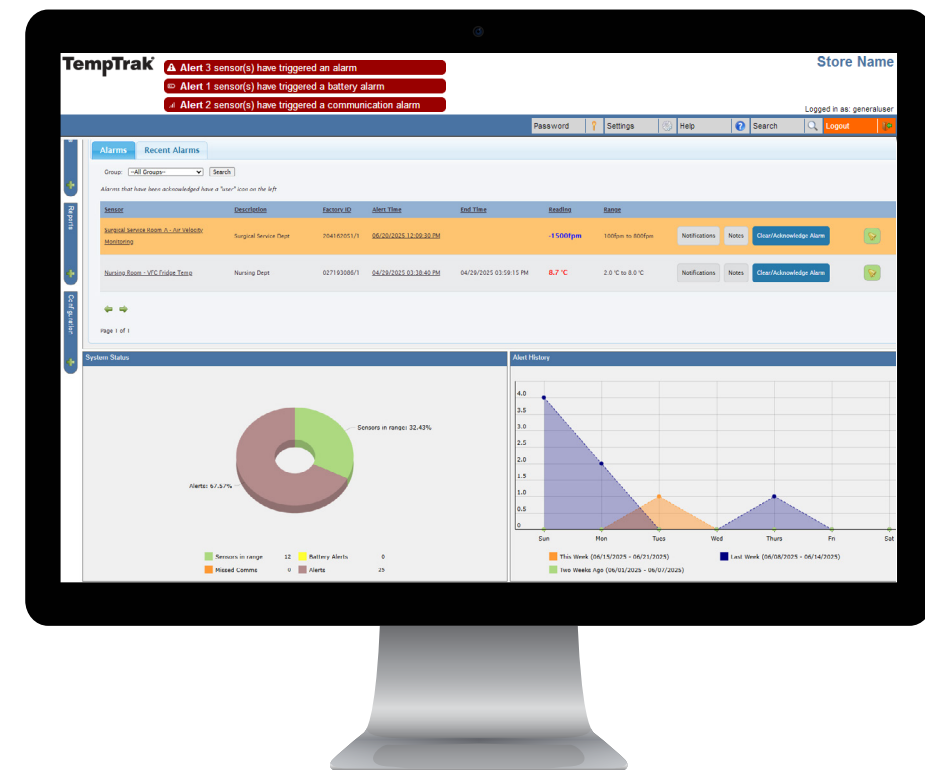 TempTrak
Alert 3 sensor(s) have triggered an alarm
Alert 1 sensor(s) have triggered a battery alarm
Alert 2 sensor(s) have triggered a communication alarm
Store Name
Logged in as: generaluser
Password Settings Help Search Logout
Alarms Recent Alarms
Group: --All Groups-- Search
Alarms that have been acknowledged have a "user" icon on the left
Sensor Description Factory ID Alert Time End Time Reading Range
Surgical Service Room A - Air Velocity
Monitoring
Surgical Service Dept 204162051/1 06/20/2025 12:09:30 PM -1500fpm 100fpm to 800fpm Notifications Notes Clear/Acknowledge Alarm
Nursing Room - VFC Fridge Temp Nursing Dept 027193086/1 04/29/2025 03:38:40 PM 04/29/2025 03:59:15 PM 8.7 °C 2.0 °C to 8.0 °C Notifications Notes Clear/Acknowledge Alarm
Page 1 of 1
Reports
Configuration
System Status
Sensors in range: 32.43%
Alerts: 67.57%
Sensors in range 12 Battery Alerts 0
Missed Comms 0 Alerts 25
Alert History
4.0
3.5
3.0
2.5
2.0
1.5
1.0
0.5
0
Sun Mon Tues Wed Thurs Fri Sat
This Week (06/15/2025 - 06/21/2025) Last Week (06/08/2025 - 06/14/2025)
Two Weeks Ago (06/01/2025 - 06/07/2025)